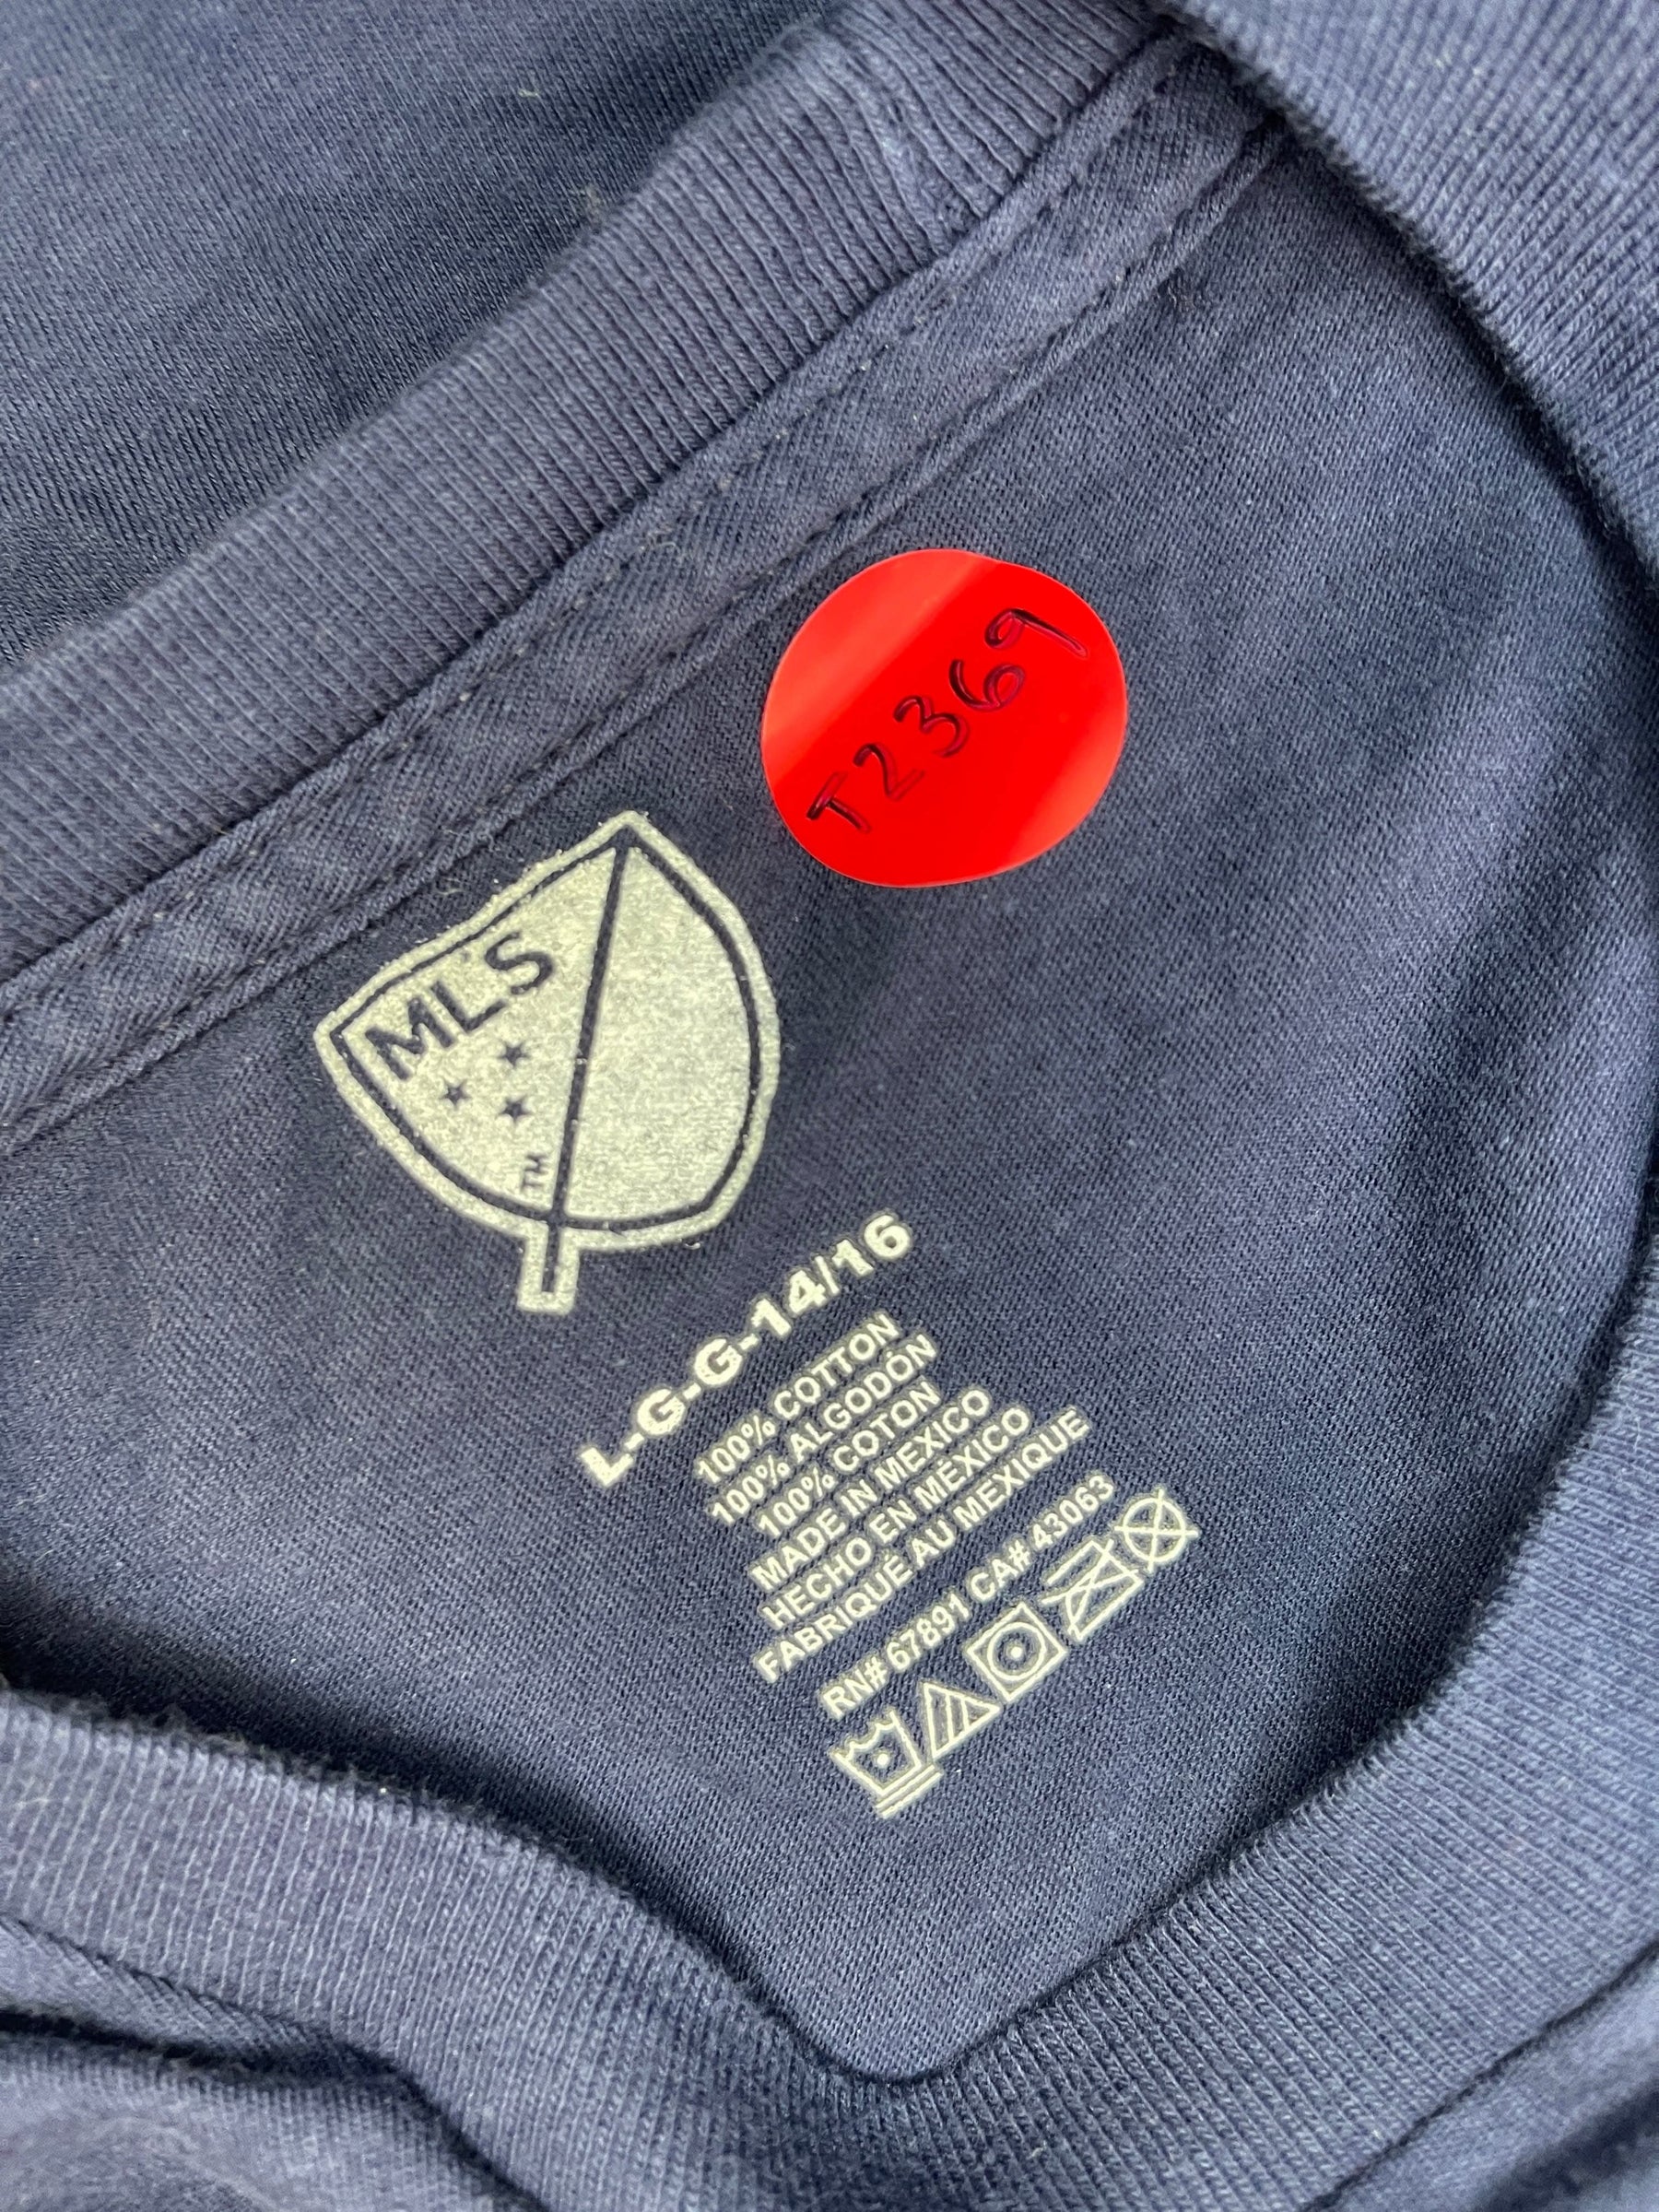 T2369
MLS
TM
L-G-G-14/16
100% COTTON
100% ALGODÓN
100% COTON
MADE IN MEXICO
HECHO EN MÉXICO
FABRIQUÉ AU MEXIQUE
RN# 67891 CA# 43063